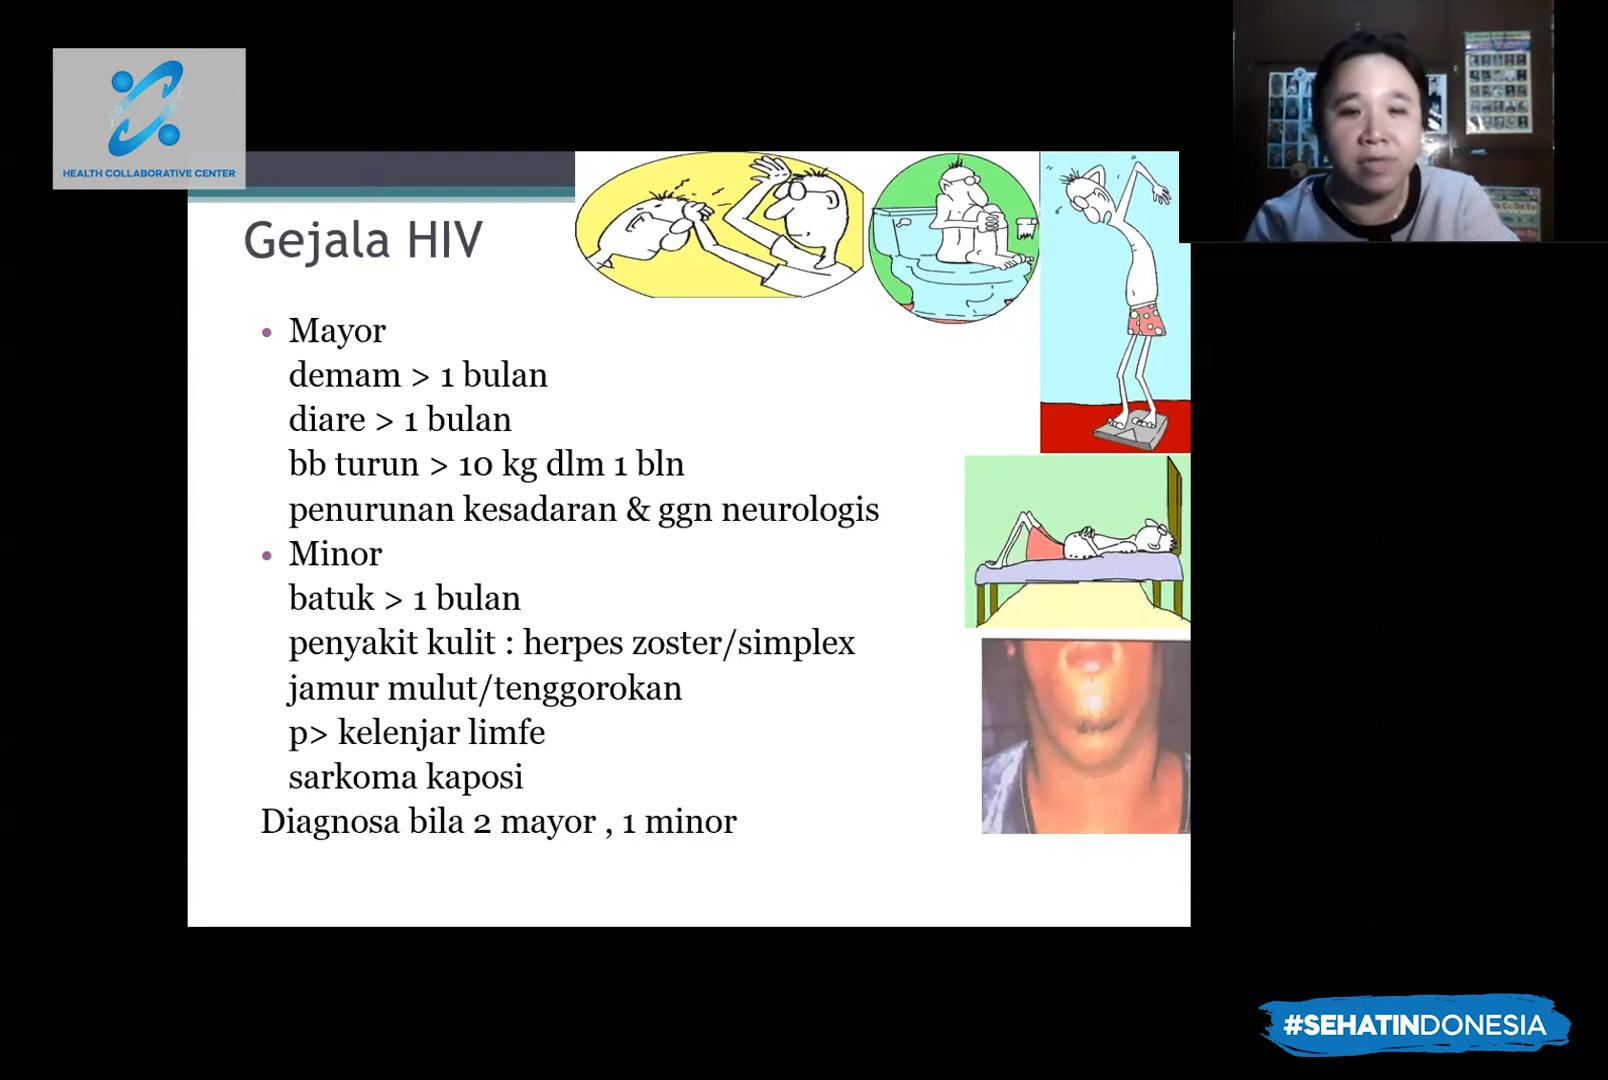 HEALTH COLLABORATIVE CENTER
Gejala HIV
• Mayor
demam > 1 bulan
diare > 1 bulan
bb turun > 10 kg dlm 1 bln
penurunan kesadaran & ggn neurologis
• Minor
batuk > 1 bulan
penyakit kulit : herpes zoster/simplex
jamur mulut/tenggorokan
p> kelenjar limfe
sarkoma kaposi
Diagnosa bila 2 mayor , 1 minor
#SEHATINDONESIA